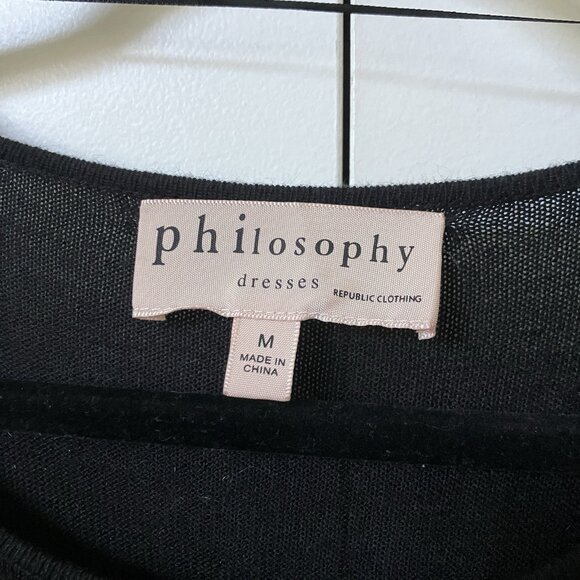 philosophy
dresses
REPUBLIC CLOTHING
M
MADE IN
CHINA